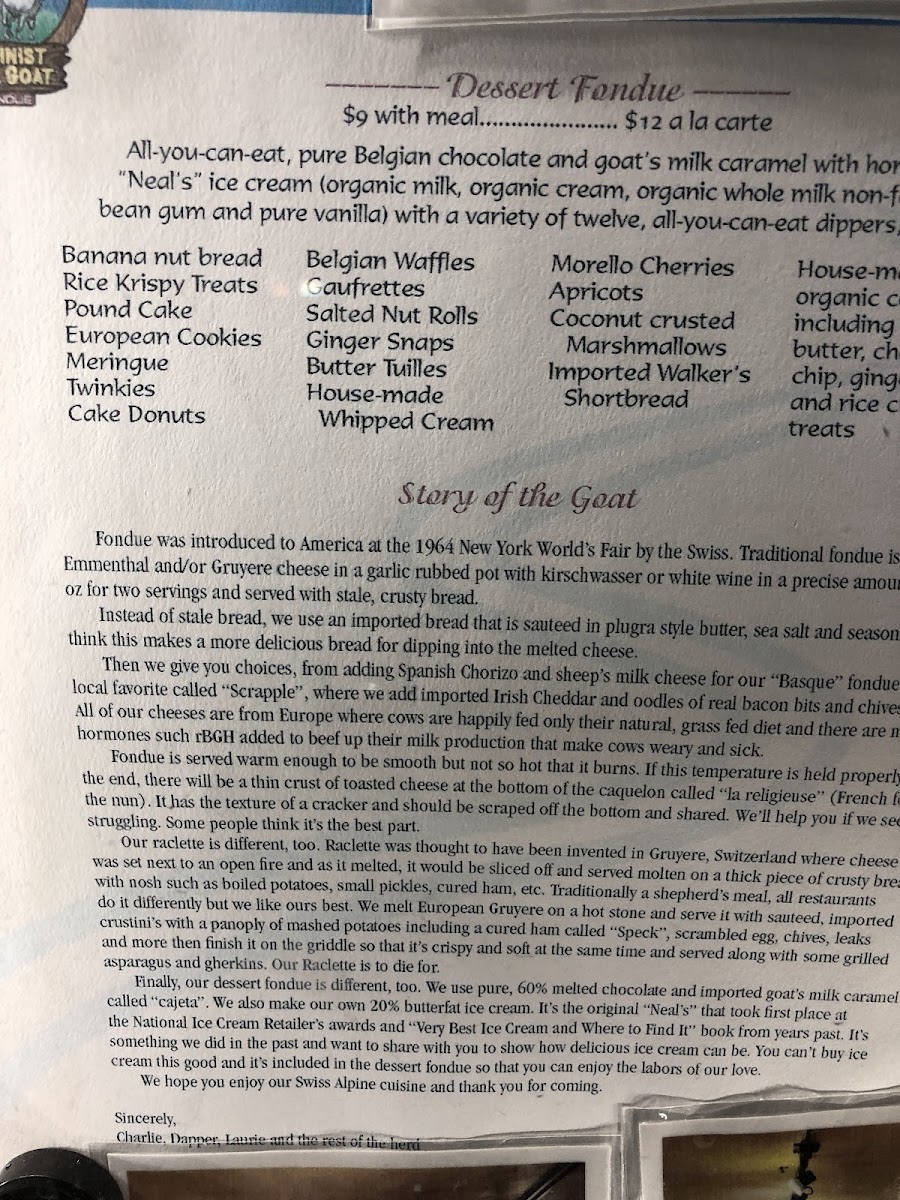 INIST
GOAT
Dessert Fondue
$9 with meal...................... $12 a la carte
All-you-can-eat, pure Belgian chocolate and goat's milk caramel with
"Neal's" ice cream (organic milk, organic cream, organic whole milk
bean gum and pure vanilla) with a variety of twelve, all-you-can-eat dippers,
Banana nut bread
Rice Krispy Treats
Pound Cake
European Cookies
Meringue
Twinkies
Cake Donuts
Belgian Waffles
Gaufrettes
Salted Nut Rolls
Ginger Snaps
Butter Tuilles
House-made
Whipped Cream
Morello Cherries
Apricots
Coconut crusted
Marshmallows
Imported Walker's
Shortbread
House-m
organic c
including
butter, ch
chip, ging
and rice c
treats
Story of the Goat
Fondue was introduced to America at the 1964 New York World's Fair by the Swiss. Traditional fondue is
Emmenthal and/or Gruyere cheese in a garlic rubbed pot with kirschwasser or white wine in a precise amou
oz for two servings and served with stale, crusty bread.
Instead of stale bread, we use an imported bread that is sauteed in plugra style butter, sea salt and season
think this makes a more delicious bread for dipping into the melted cheese.
Then we give you choices, from adding Spanish Chorizo and sheep's milk cheese for our "Basque" fondue
local favorite called "Scrapple", where we add imported Irish Cheddar and oodles of real bacon bits and chives
All of our cheeses are from Europe where cows are happily fed only their natural, grass fed diet and there are n
hormones such rBGH added to beef up their milk production that make cows weary and sick.
Fondue is served warm enough to be smooth but not so hot that it burns. If this temperature is held properly
the end, there will be a thin crust of toasted cheese at the bottom of the caquelon called "la religieuse" (French f
the nun). It has the texture of a cracker and should be scraped off the bottom and shared. We'll help you if we see
struggling. Some people think it's the best part.
Our raclette is different, too. Raclette was thought to have been invented in Gruyere, Switzerland where cheese
was set next to an open fire and as it melted, it would be sliced off and served molten on a thick piece of crusty brea
with nosh such as boiled potatoes, small pickles, cured ham, etc. Traditionally a shepherd's meal, all restaurants
do it differently but we like ours best. We melt European Gruyere on a hot stone and serve it with sauteed, imported
crustini's with a panoply of mashed potatoes including a cured ham called "Speck", scrambled egg, chives, leaks
and more then finish it on the griddle so that it's crispy and soft at the same time and served along with some grilled
asparagus and gherkins. Our Raclette is to die for.
Finally, our dessert fondue is different, too. We use pure, 60% melted chocolate and imported goat's milk caramel
called "cajeta". We also make our own 20% butterfat ice cream. It's the original "Neal's" that took first place at
the National Ice Cream Retailer's awards and "Very Best Ice Cream and Where to Find It" book from years past. It's
something we did in the past and want to share with you to show how delicious ice cream can be. You can't buy ice
cream this good and it's included in the dessert fondue so that you can enjoy the labors of our love.
We hope you enjoy our Swiss Alpine cuisine and thank you for coming.
Sincerely,
Charlie, Dapper, Laurie and the rest of the herd